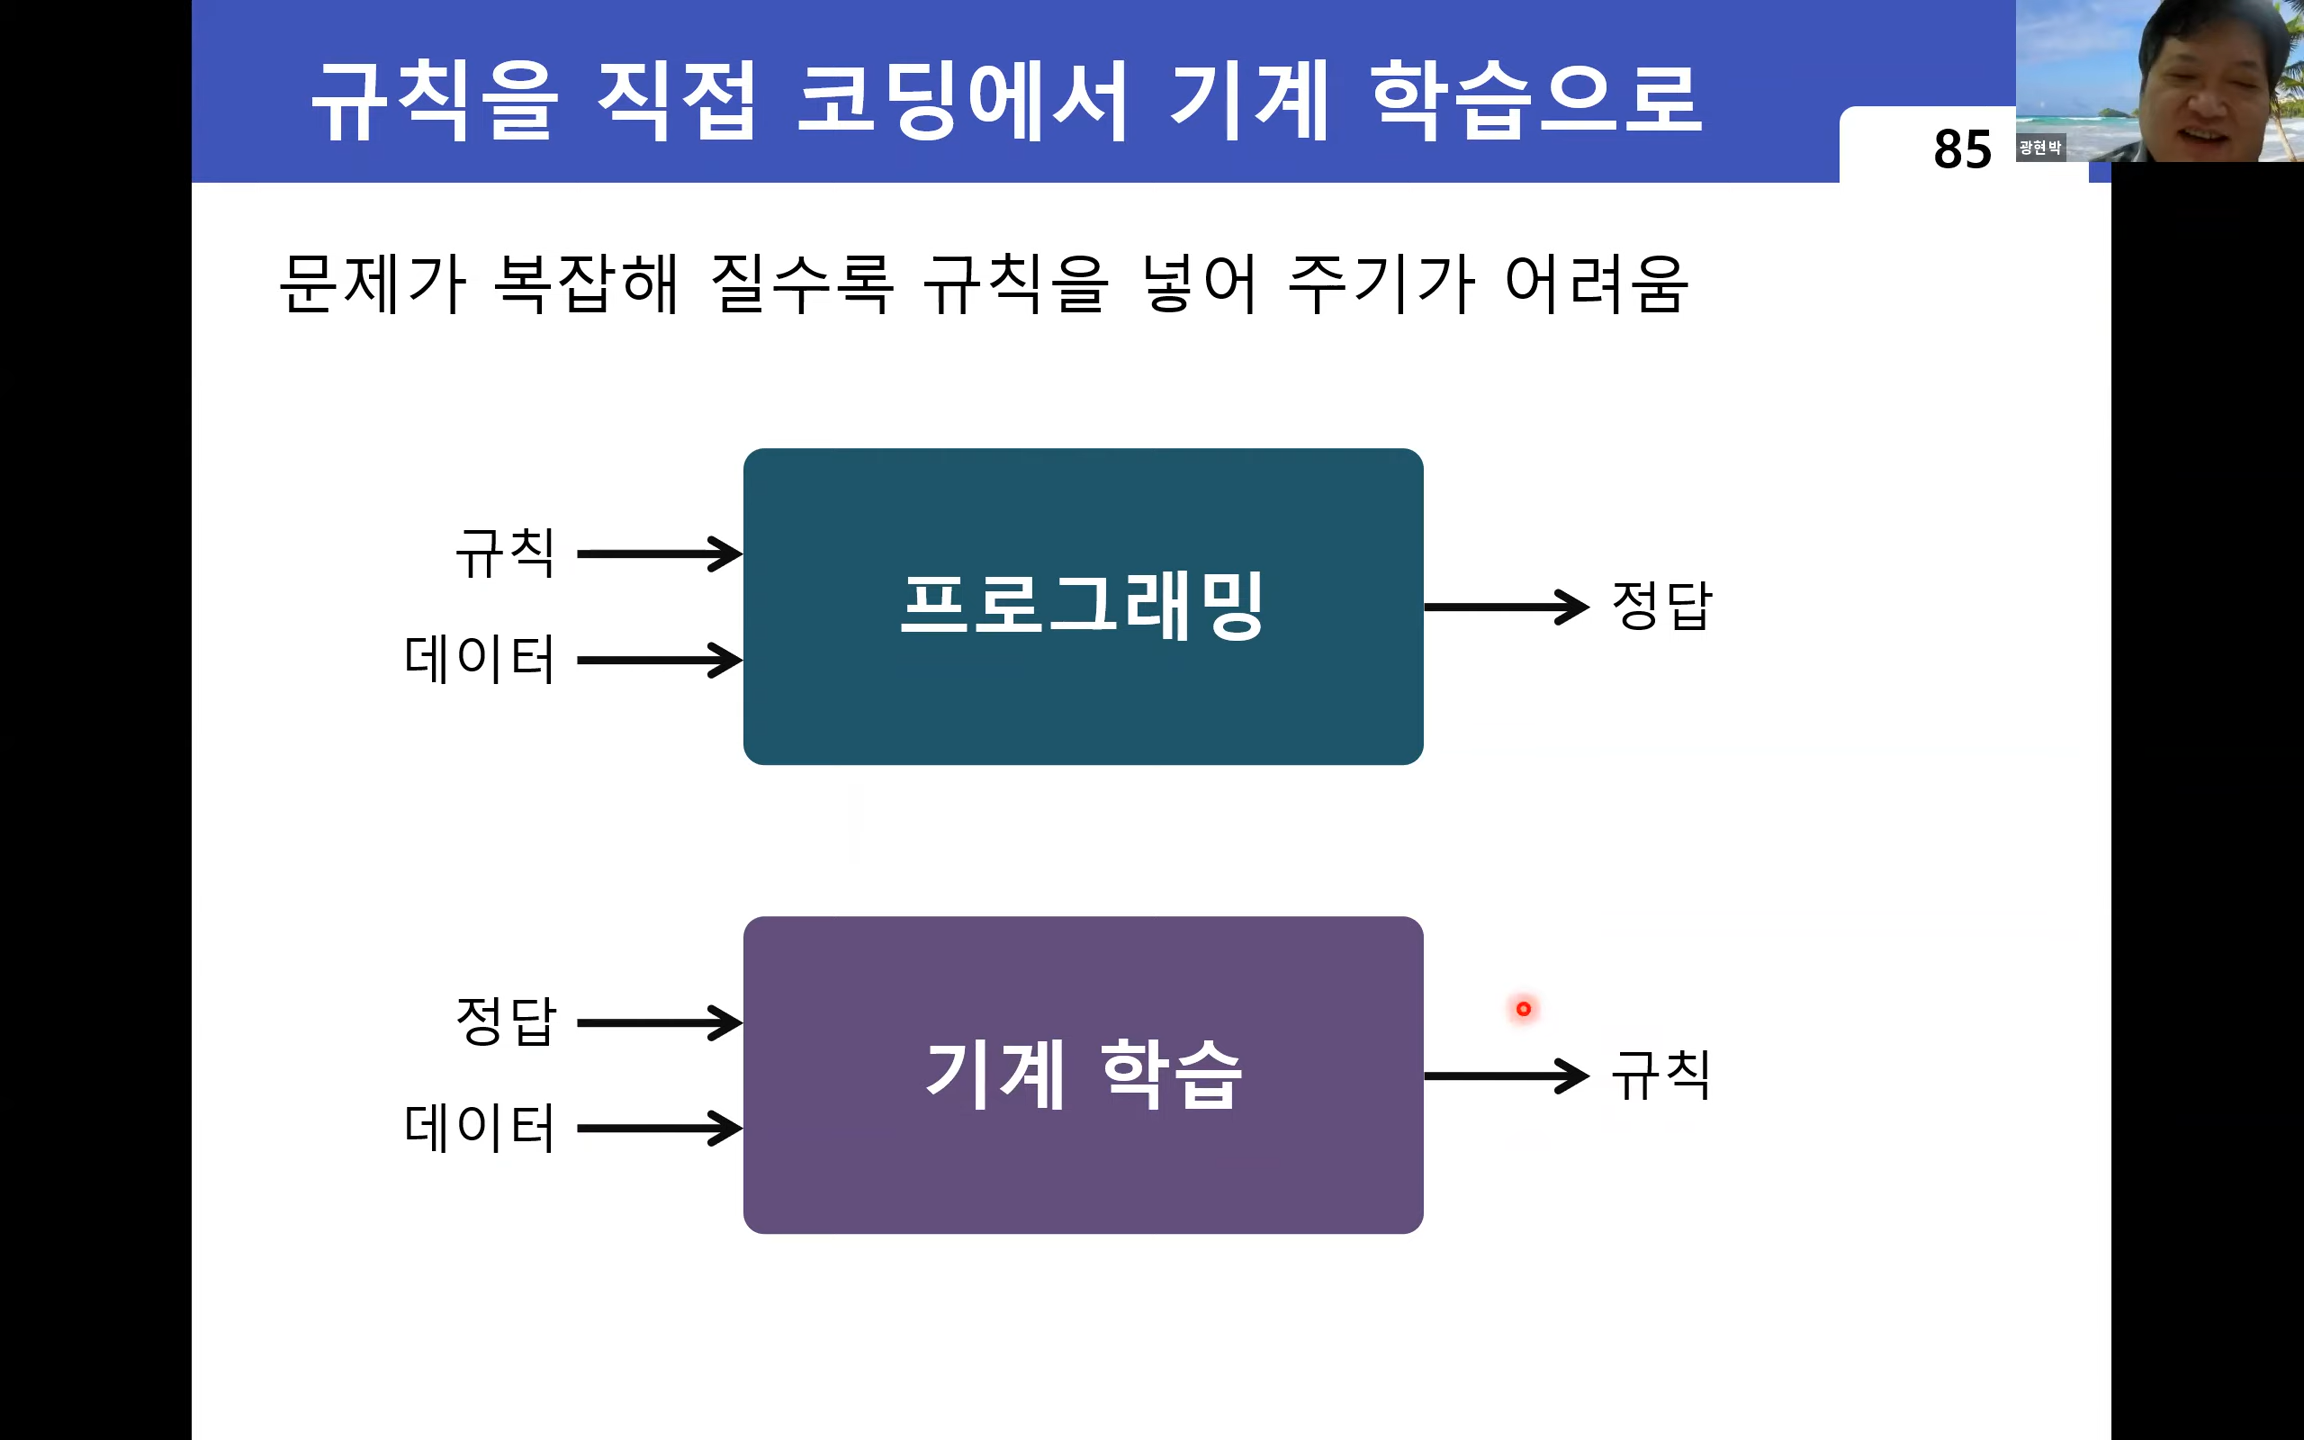 규칙을 직접 코딩에서 기계 학습으로
85
광현박
문제가 복잡해 질수록 규칙을 넣어 주기가 어려움
규칙
데이터
프로그래밍
정답
정답
데이터
기계 학습
규칙